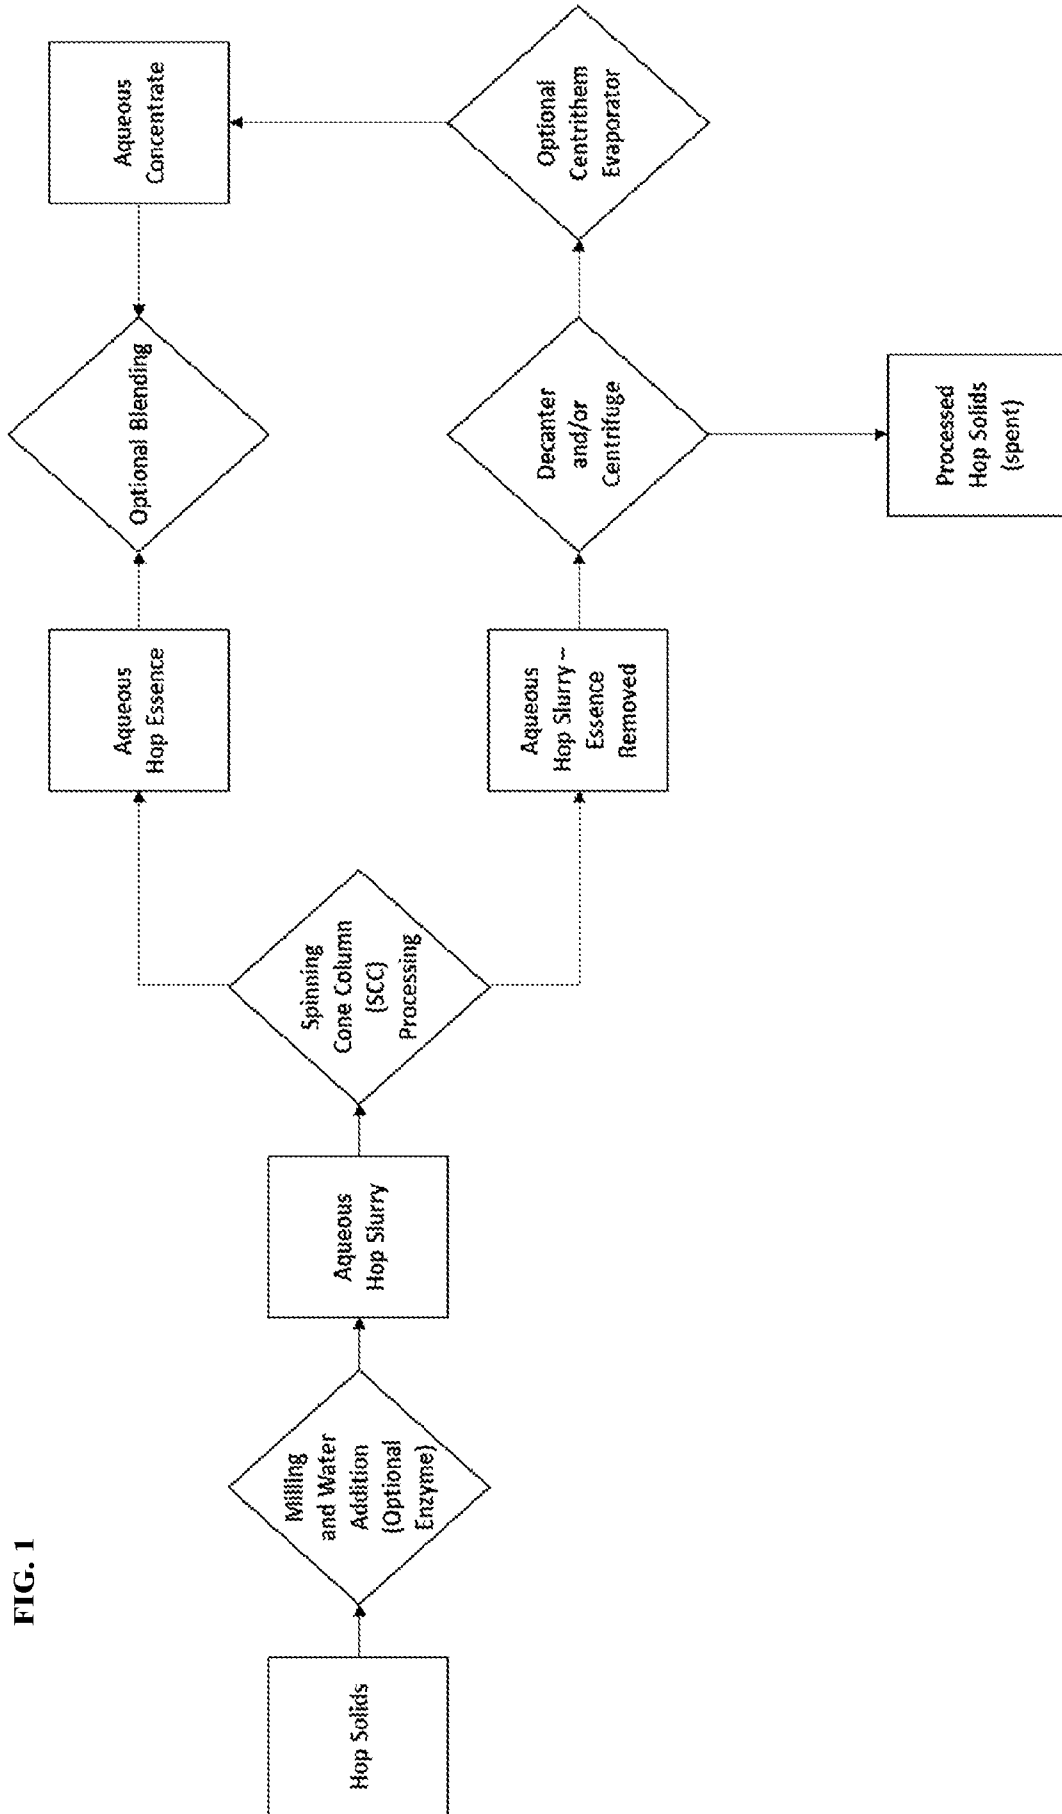 FIG. 1
Hop Solids
Milling
and Water
Addition
(Optional
Enzyme)
Aqueous
Hop Slurry
Spinning
Cone Column
(SCC)
Processing
Aqueous
Hop Essence
Optional Blending
Aqueous
Concentrate
Aqueous
Hop Slurry –
Essence
Removed
Decanter
and/or
Centrifuge
Optional
Centrithem
Evaporator
Processed
Hop Solids
(spent)